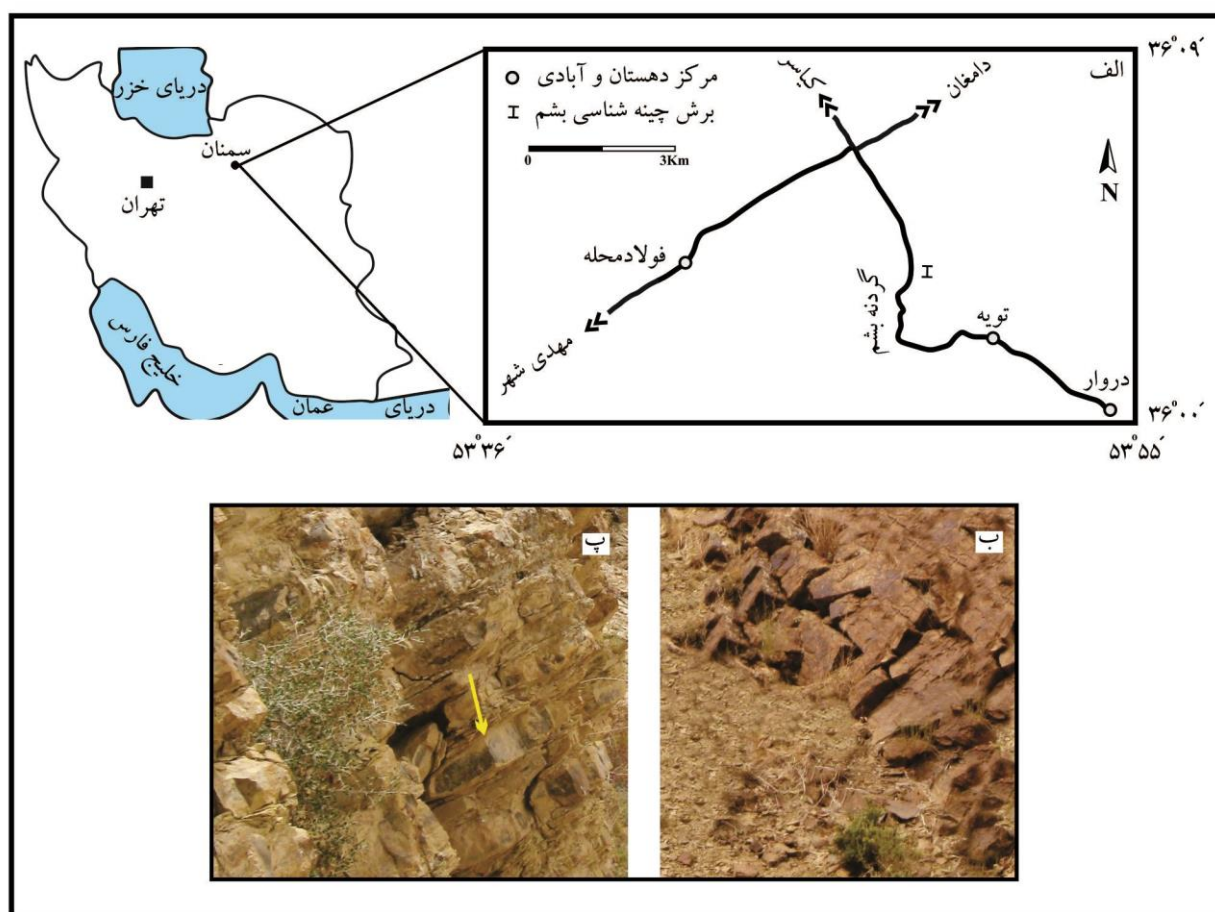 دریای خزر
سمنان
تهران
خلیج فارس
دریای عمان
۳۶°۰۹´
الف
مرکز دهستان و آبادی
برش چینه شناسی بشم
0 3Km
کیاسر
دامغان
N
فولادمحله
مهدی شهر
گردنه بشم
تویه
دروار
۳۶°۰۰´
۵۳°۳۶´
۵۳°۵۵´
ب
پ